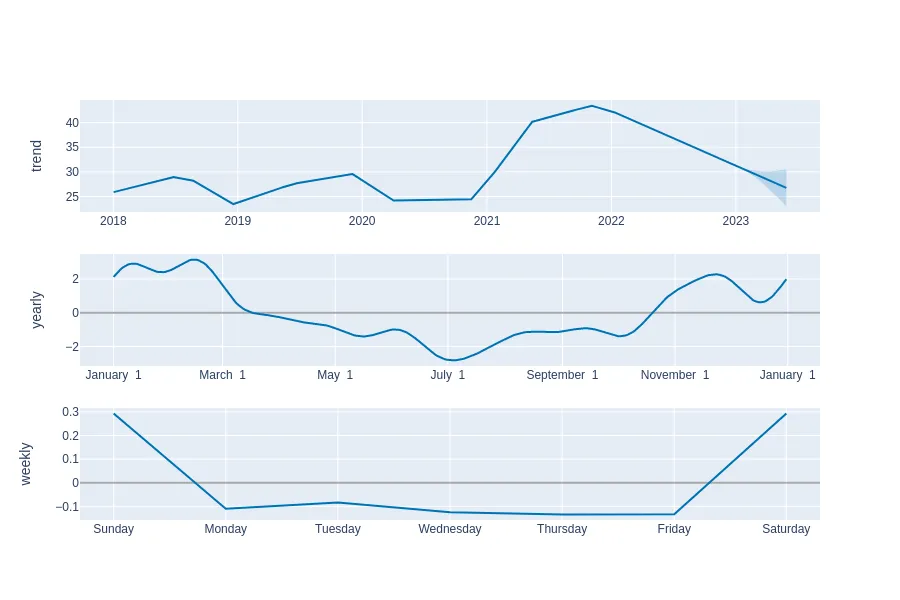 trend
40
35
30
25
2018 2019 2020 2021 2022 2023
yearly
2
0
−2
January 1 March 1 May 1 July 1 September 1 November 1 January 1
weekly
0.3
0.2
0.1
0
−0.1
Sunday Monday Tuesday Wednesday Thursday Friday Saturday